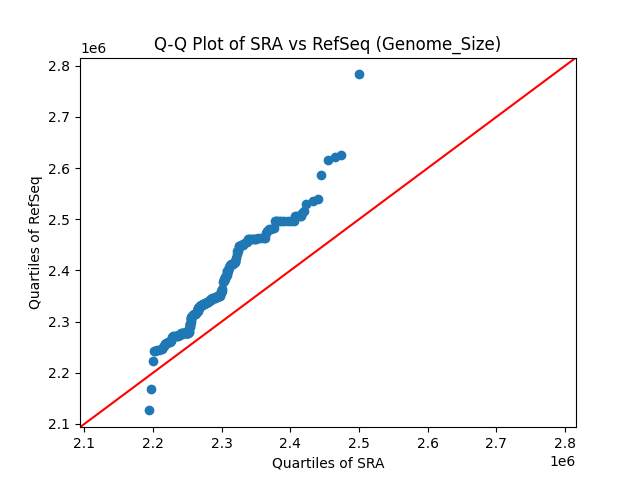 Q-Q Plot of SRA vs RefSeq (Genome_Size)
1e6
2.8
2.7
2.6
2.5
2.4
2.3
2.2
2.1
Quartiles of RefSeq
2.1 2.2 2.3 2.4 2.5 2.6 2.7 2.8
1e6
Quartiles of SRA